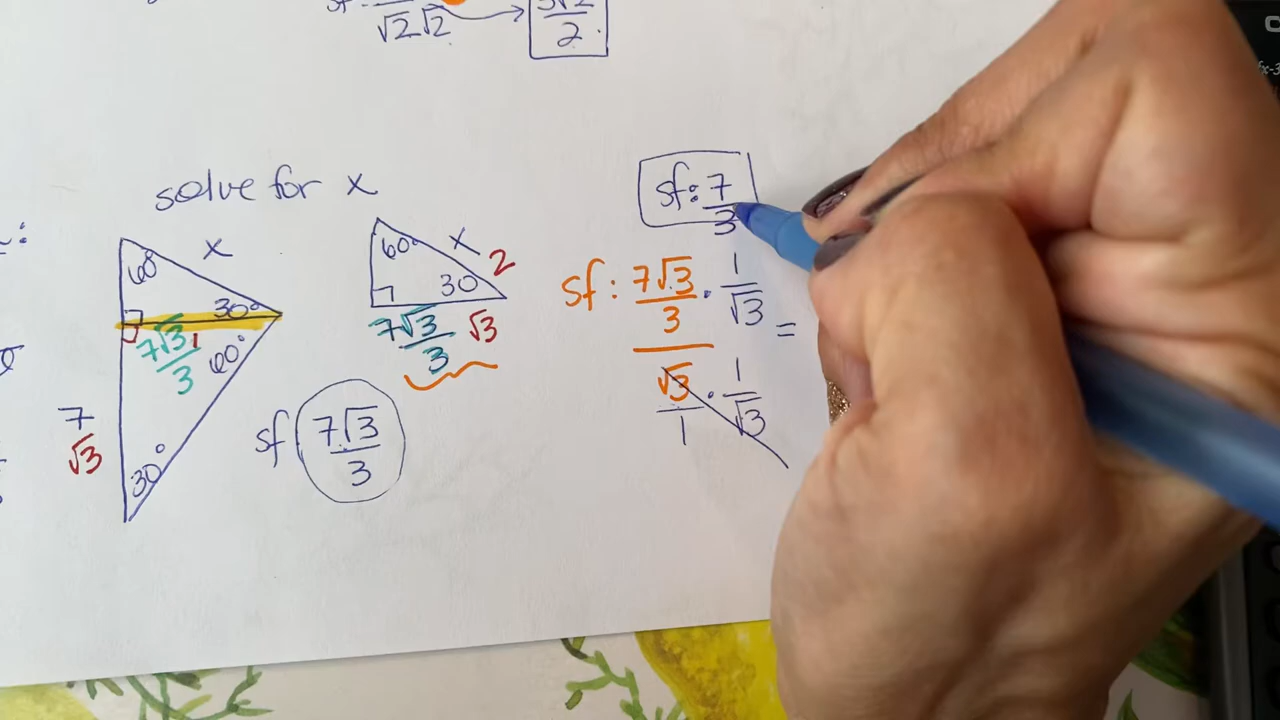 √2√2
2
solve for x
60°
x
30°
7√3/3
1
60°
7
√3
30°
60°
x
2
30
7√3/3
√3
sf 7√3/3
sf: 7/3
sf: 7√3/3 · 1/√3
√3/1 · 1/√3
=